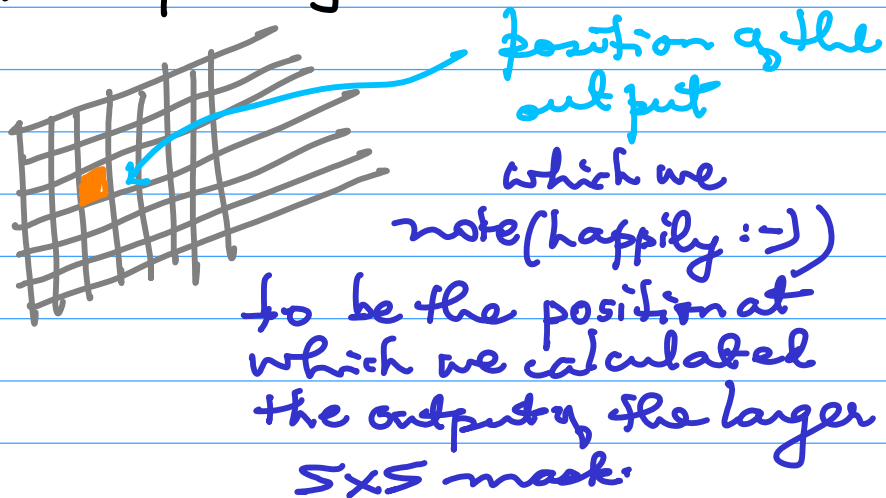 position of the
output
which we
note (happily :-))
to be the position at
which we calculated
the output of the larger
5x5 mask.